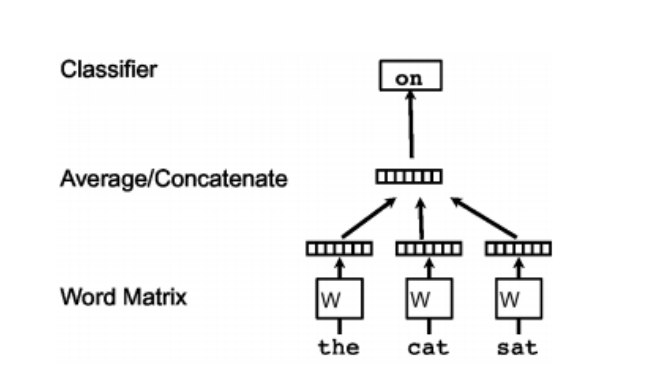 Classifier
on
Average/Concatenate
Word Matrix
W W W
the cat sat